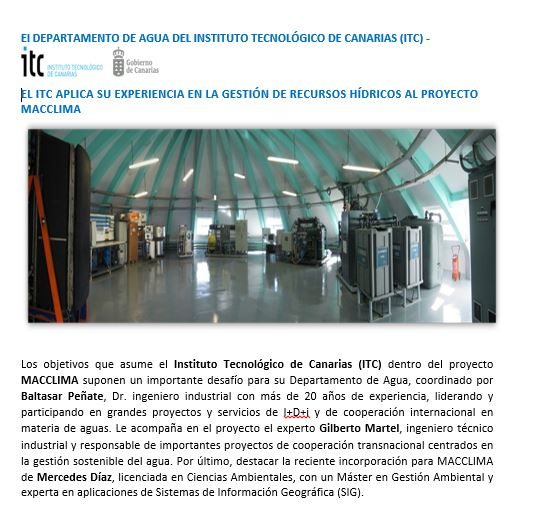 El DEPARTAMENTO DE AGUA DEL INSTITUTO TECNOLÓGICO DE CANARIAS (ITC) -
itc INSTITUTO TECNOLÓGICO DE CANARIAS
Gobierno de Canarias
EL ITC APLICA SU EXPERIENCIA EN LA GESTIÓN DE RECURSOS HÍDRICOS AL PROYECTO
MACCLIMA
Los objetivos que asume el Instituto Tecnológico de Canarias (ITC) dentro del proyecto
MACCLIMA suponen un importante desafío para su Departamento de Agua, coordinado por
Baltasar Peñate, Dr. ingeniero industrial con más de 20 años de experiencia, liderando y
participando en grandes proyectos y servicios de I+D+i y de cooperación internacional en
materia de aguas. Le acompaña en el proyecto el experto Gilberto Martel, ingeniero técnico
industrial y responsable de importantes proyectos de cooperación transnacional centrados en
la gestión sostenible del agua. Por último, destacar la reciente incorporación para MACCLIMA
de Mercedes Díaz, licenciada en Ciencias Ambientales, con un Máster en Gestión Ambiental y
experta en aplicaciones de Sistemas de Información Geográfica (SIG).